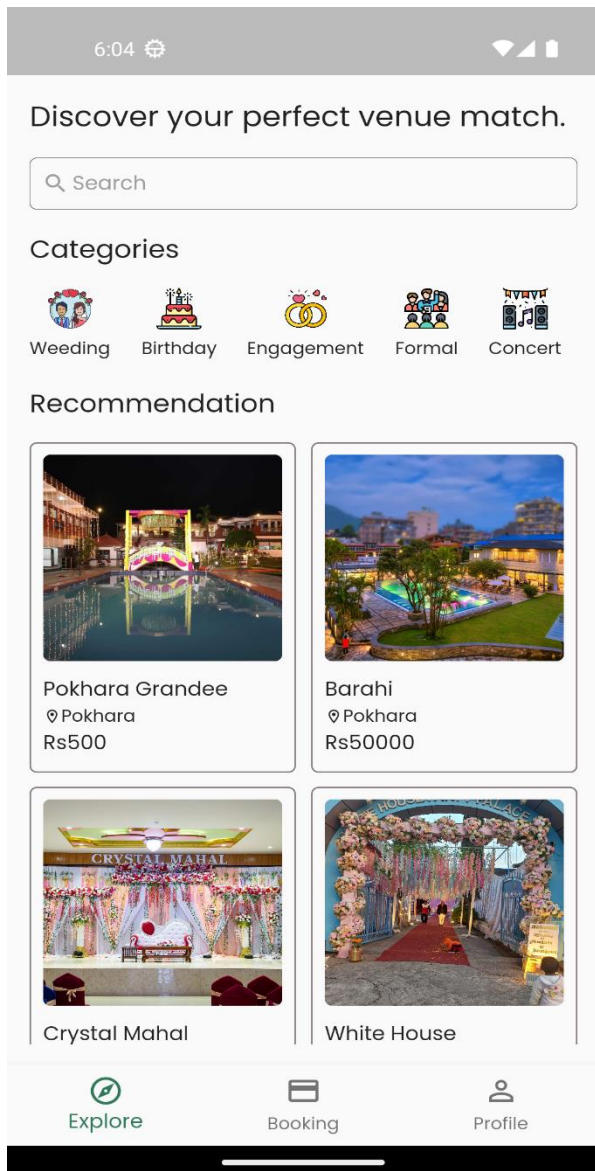 6:04
Discover your perfect venue match.
Search
Categories
Weeding Birthday Engagement Formal Concert
Recommendation
Pokhara Grandee
Pokhara
Rs500
Barahi
Pokhara
Rs50000
CRYSTAL MAHAL
Crystal Mahal
HOUSE
White House
Explore Booking Profile